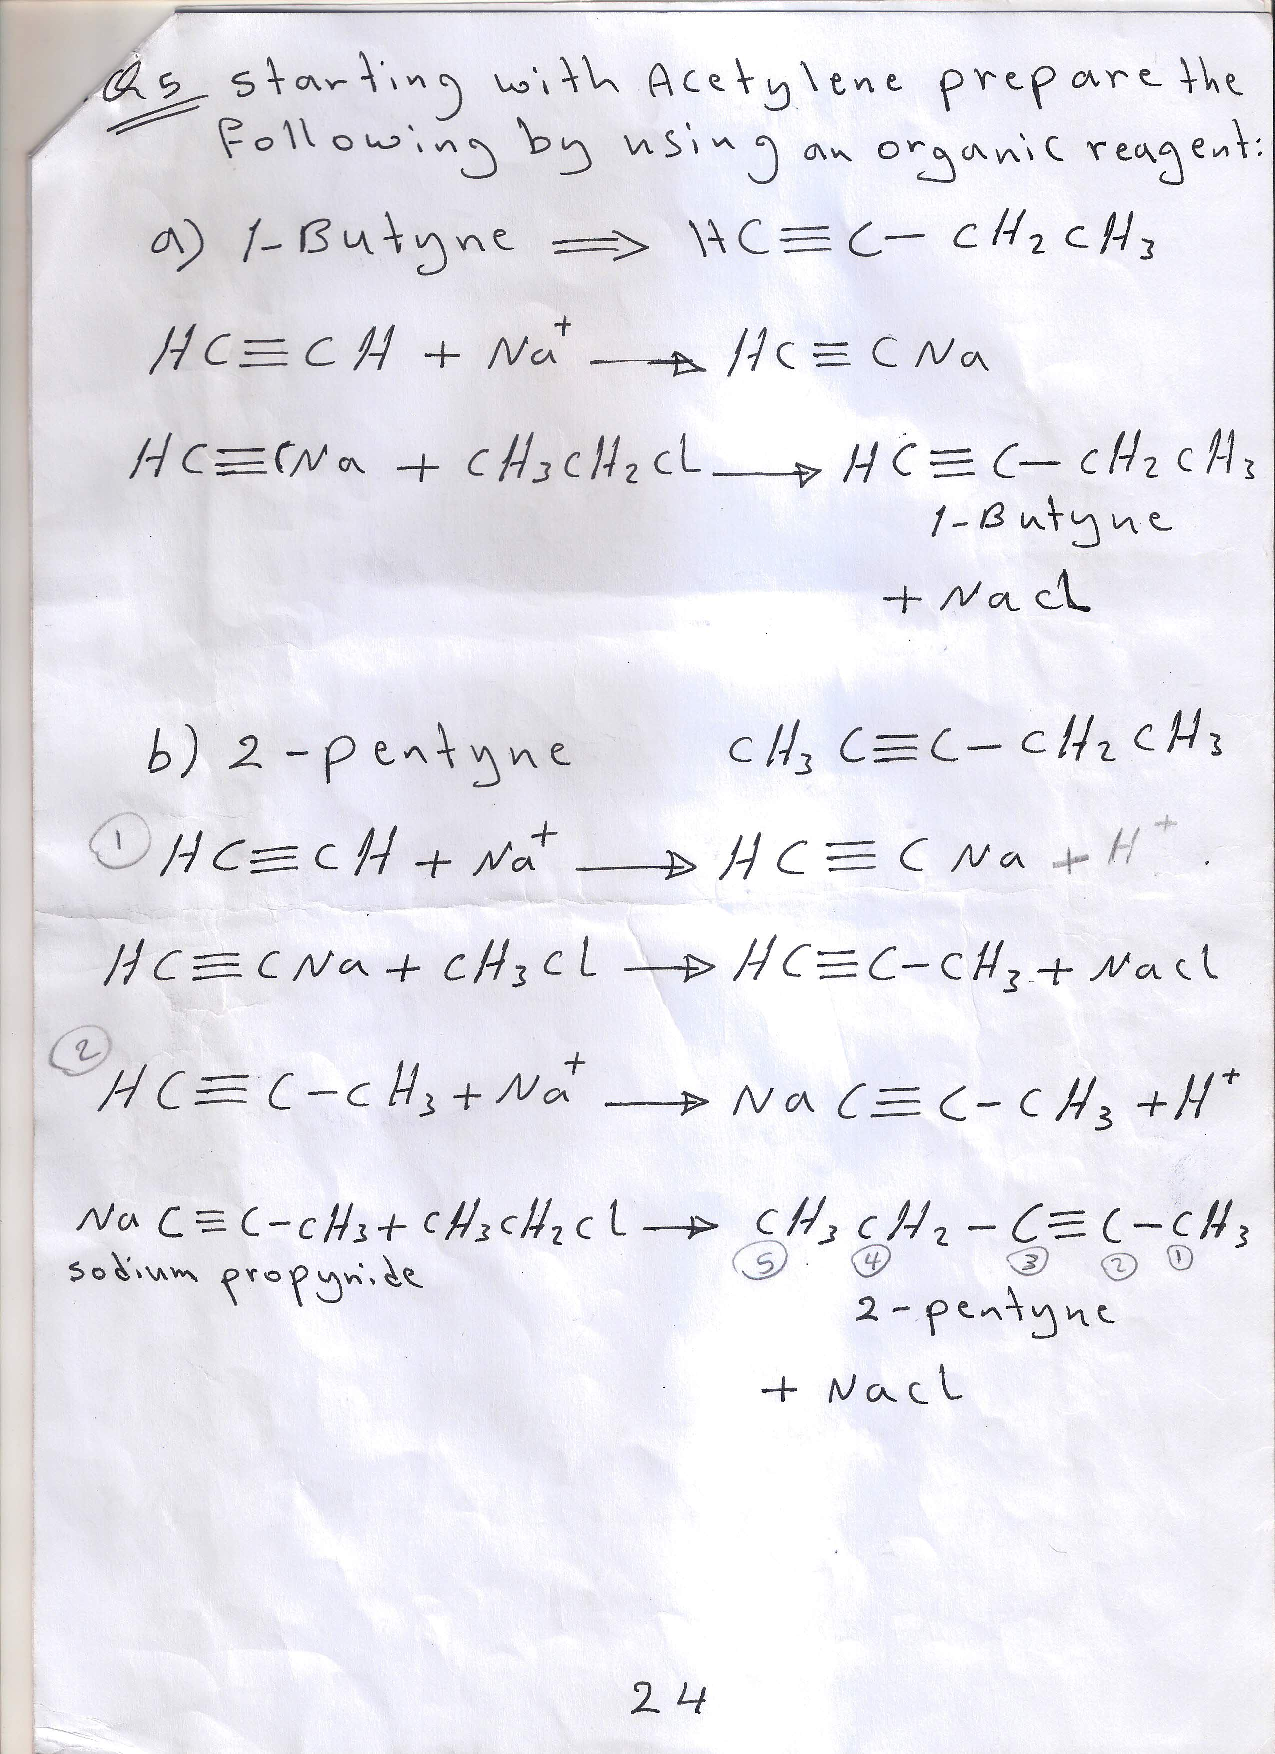 Q5 starting with Acetylene prepare the
following by using an organic reagent:
a) 1-Butyne ⟹ HC≡C-CH₂CH₃
HC≡CH + Na⁺ → HC≡CNa
HC≡CNa + CH₃CH₂Cl → HC≡C-CH₂CH₃
1-Butyne
+ NaCl
b) 2-pentyne CH₃C≡C-CH₂CH₃
① HC≡CH + Na⁺ → HC≡CNa + H⁺
HC≡CNa + CH₃Cl → HC≡C-CH₃ + NaCl
②
HC≡C-CH₃ + Na⁺ → NaC≡C-CH₃ + H⁺
NaC≡C-CH₃ + CH₃CH₂Cl → CH₃CH₂-C≡C-CH₃
⑤ ④ ③ ② ①
sodium propynide
2-pentyne
+ NaCl
24